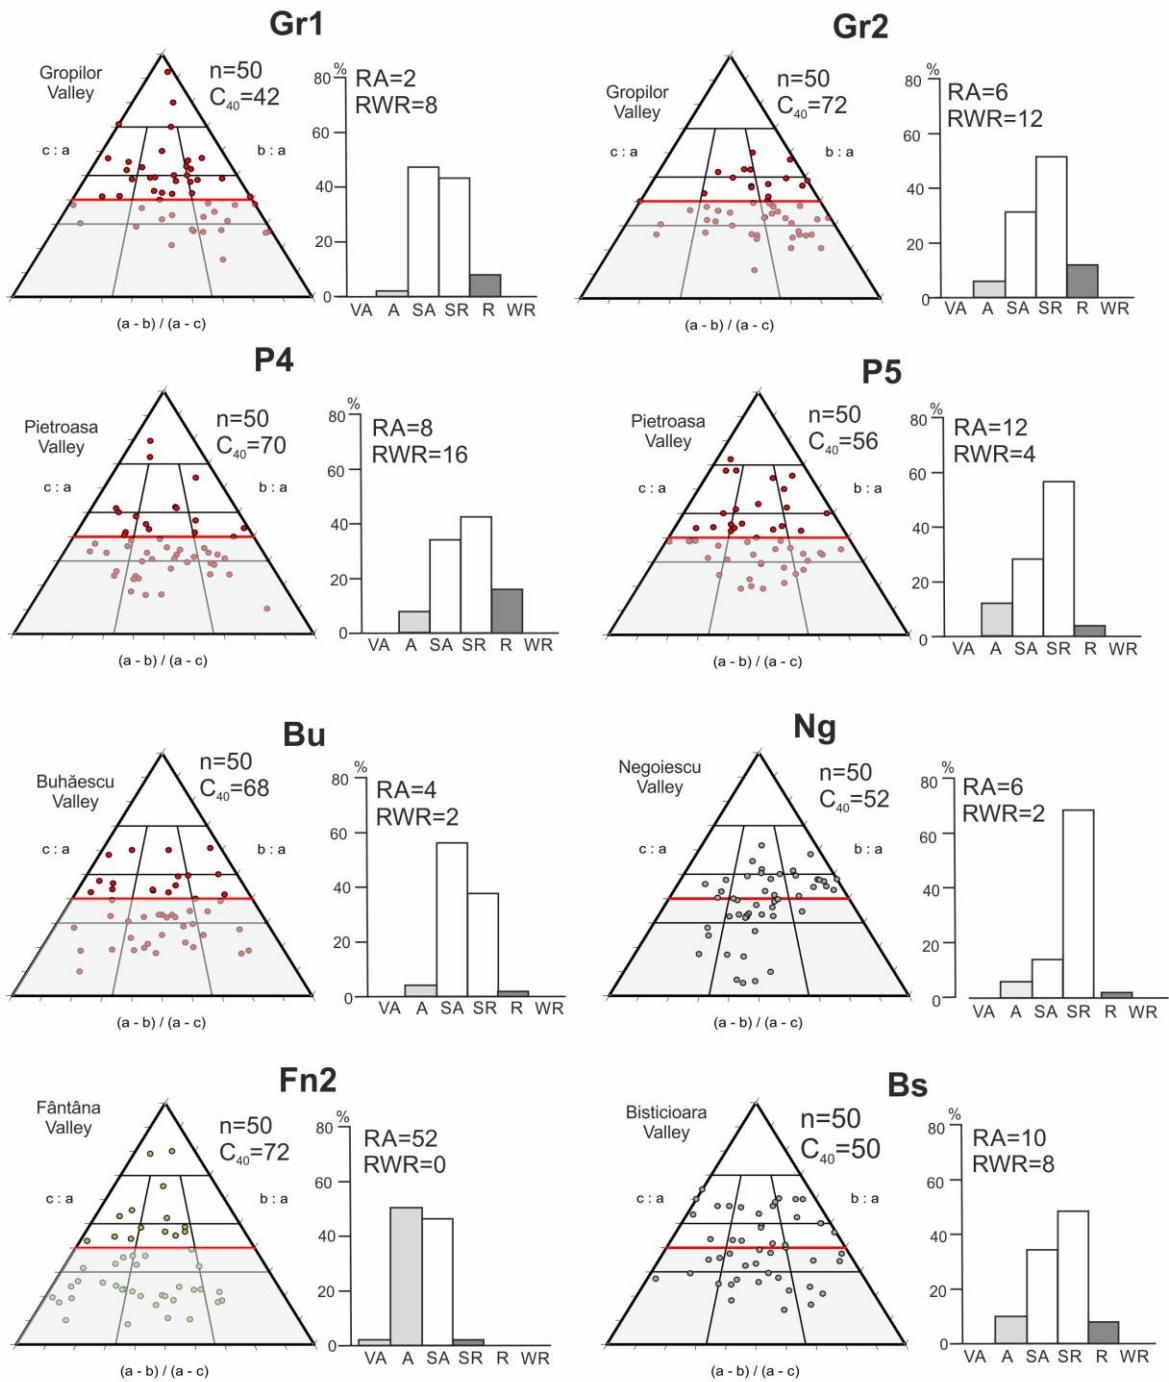 Gr1
Gropilor
Valley
n=50
C40=42
c : a
b : a
(a - b) / (a - c)
%
80
60
40
20
0
RA=2
RWR=8
VA A SA SR R WR
Gr2
Gropilor
Valley
n=50
C40=72
c : a
b : a
(a - b) / (a - c)
%
80
60
40
20
0
RA=6
RWR=12
VA A SA SR R WR
P4
Pietroasa
Valley
n=50
C40=70
c : a
b : a
(a - b) / (a - c)
%
80
60
40
20
0
RA=8
RWR=16
VA A SA SR R WR
P5
Pietroasa
Valley
n=50
C40=56
c : a
b : a
(a - b) / (a - c)
%
80
60
40
20
0
RA=12
RWR=4
VA A SA SR R WR
Bu
Buhăescu
Valley
n=50
C40=68
c : a
b : a
(a - b) / (a - c)
%
80
60
40
20
0
RA=4
RWR=2
VA A SA SR R WR
Ng
Negoiescu
Valley
n=50
C40=52
c : a
b : a
(a - b) / (a - c)
%
80
60
40
20
0
RA=6
RWR=2
VA A SA SR R WR
Fn2
Fântâna
Valley
n=50
C40=72
c : a
b : a
(a - b) / (a - c)
%
80
60
40
20
0
RA=52
RWR=0
VA A SA SR R WR
Bs
Bisticioara
Valley
n=50
C40=50
c : a
b : a
(a - b) / (a - c)
%
80
60
40
20
0
RA=10
RWR=8
VA A SA SR R WR